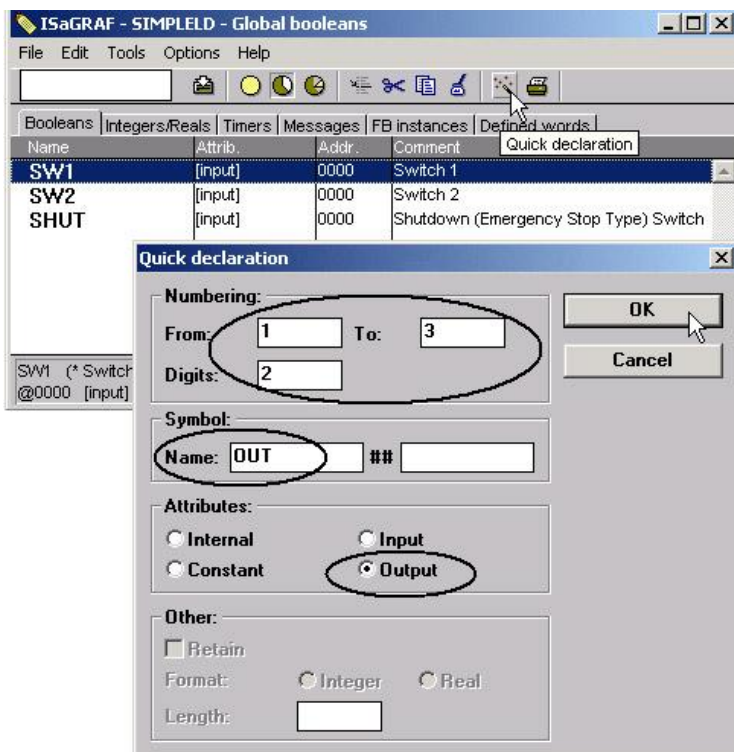 ISaGRAF - SIMPLELD - Global booleans
File Edit Tools Options Help
Booleans Integers/Reals Timers Messages FB instances Defined words
Quick declaration
Name Attrib. Addr. Comment
SW1 [input] 0000 Switch 1
SW2 [input] 0000 Switch 2
SHUT [input] 0000 Shutdown (Emergency Stop Type) Switch
SW1 (* Switch
@0000 [input]
Quick declaration
Numbering:
From: 1 To: 3
Digits: 2
OK
Cancel
Symbol:
Name: OUT ##
Attributes:
Internal Input
Constant Output
Other:
Retain
Format: Integer Real
Length: